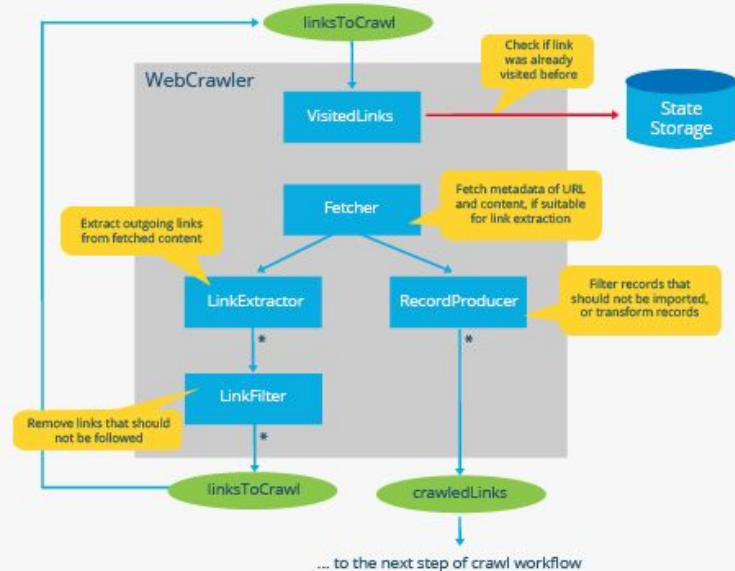 linksToCrawl
Check if link
was already
visited before
WebCrawler
VisitedLinks
State
Storage
Fetcher
Fetch metadata of URL
and content, if suitable
for link extraction
Extract outgoing links
from fetched content
LinkExtractor
*
RecordProducer
*
Filter records that
should not be imported,
or transform records
LinkFilter
*
Remove links that should
not be followed
linksToCrawl
crawledLinks
... to the next step of crawl workflow